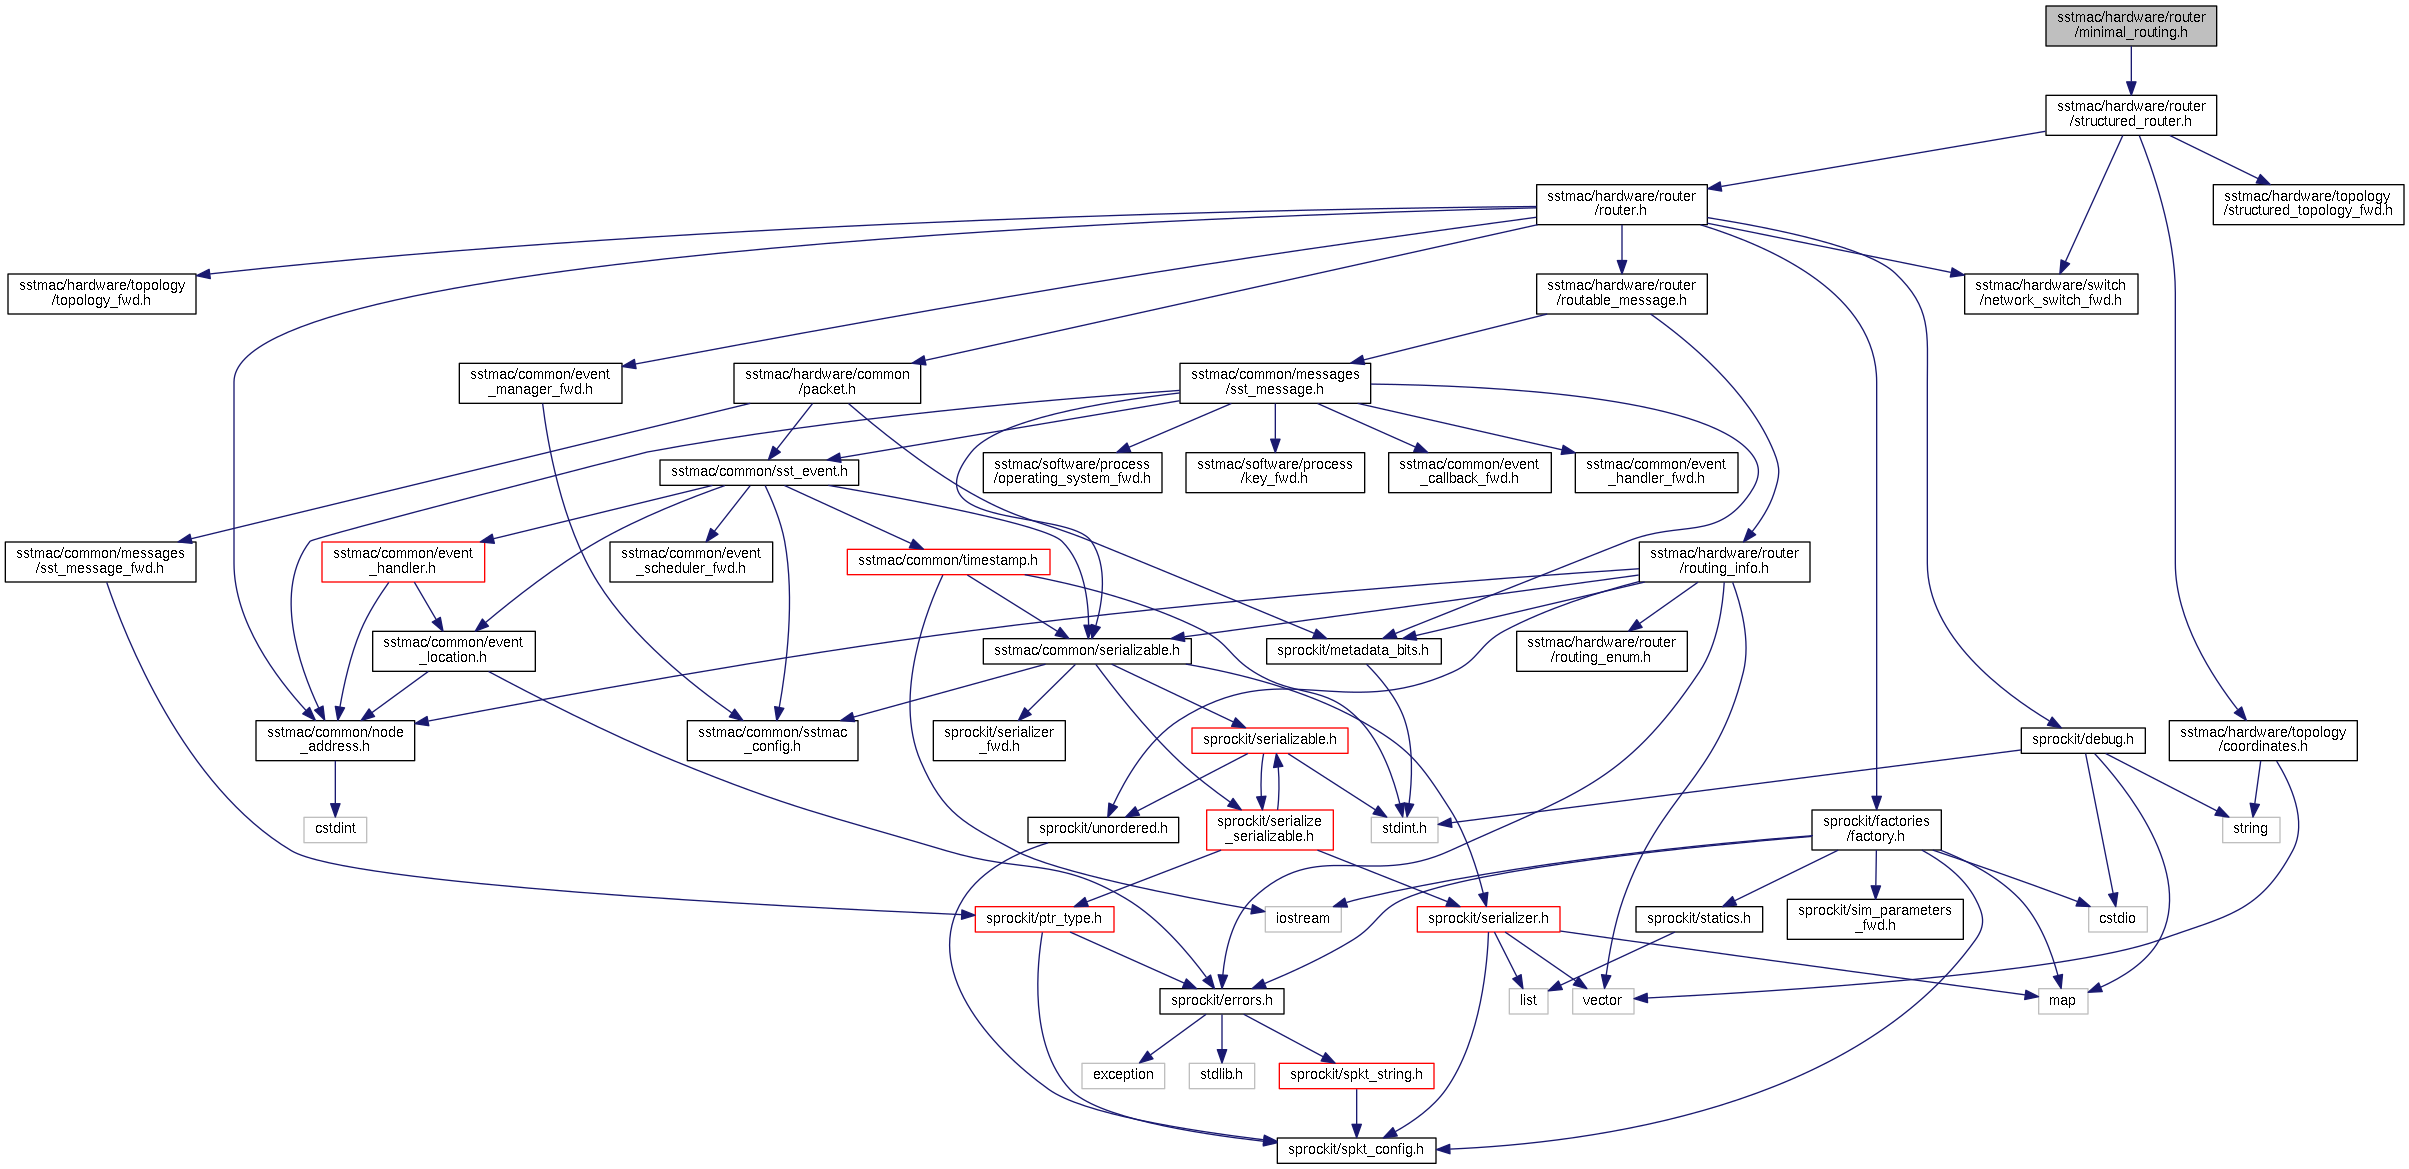 sstmac/hardware/router
/minimal_routing.h
sstmac/hardware/router
/structured_router.h
sstmac/hardware/router
/router.h
sstmac/hardware/topology
/structured_topology_fwd.h
sstmac/hardware/topology
/topology_fwd.h
sstmac/hardware/router
/routable_message.h
sstmac/hardware/switch
/network_switch_fwd.h
sstmac/common/event
_manager_fwd.h
sstmac/hardware/common
/packet.h
sstmac/common/messages
/sst_message.h
sstmac/common/sst_event.h
sstmac/software/process
/operating_system_fwd.h
sstmac/software/process
/key_fwd.h
sstmac/common/event
_callback_fwd.h
sstmac/common/event
_handler_fwd.h
sstmac/common/messages
/sst_message_fwd.h
sstmac/common/event
_handler.h
sstmac/common/event
_scheduler_fwd.h
sstmac/common/timestamp.h
sstmac/hardware/router
/routing_info.h
sstmac/common/event
_location.h
sstmac/common/serializable.h
sprockit/metadata_bits.h
sstmac/hardware/router
/routing_enum.h
sstmac/common/node
_address.h
sstmac/common/sstmac
_config.h
sprockit/serializer
_fwd.h
sprockit/serializable.h
sprockit/debug.h
sstmac/hardware/topology
/coordinates.h
cstdint
sprockit/unordered.h
sprockit/serialize
_serializable.h
stdint.h
sprockit/factories
/factory.h
string
sprockit/ptr_type.h
iostream
sprockit/serializer.h
sprockit/statics.h
sprockit/sim_parameters
_fwd.h
cstdio
sprockit/errors.h
list
vector
map
exception
stdlib.h
sprockit/spkt_string.h
sprockit/spkt_config.h